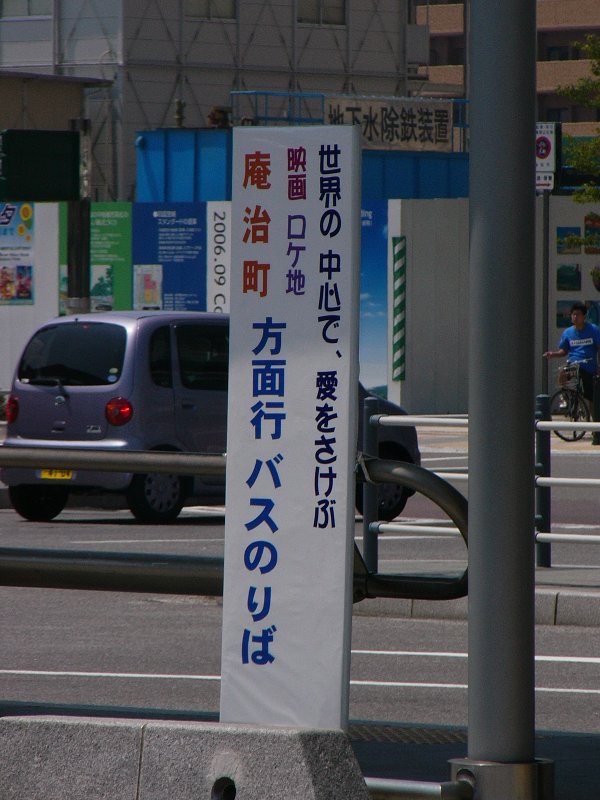 世界の中心で、愛をさけぶ
映画 ロケ地
庵治町 方面行 バスのりば
地下水除鉄装置
2006.09